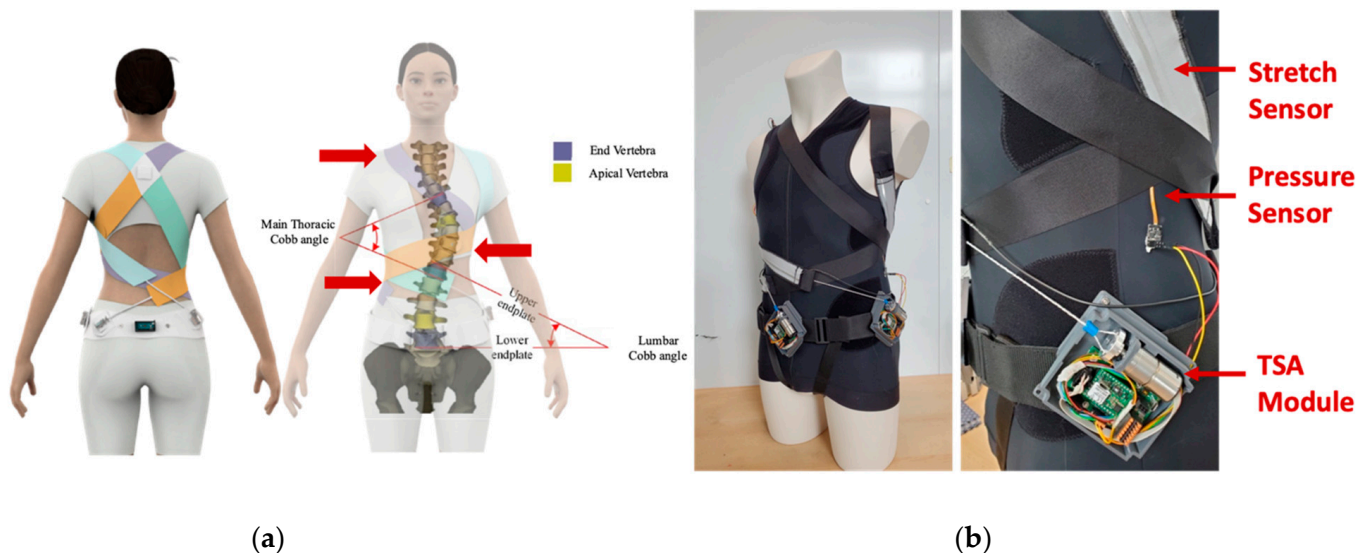 End Vertebra
Apical Vertebra
Main Thoracic
Cobb angle
Upper
endplate
Lower
endplate
Lumbar
Cobb angle
Stretch
Sensor
Pressure
Sensor
TSA
Module
(a)
(b)